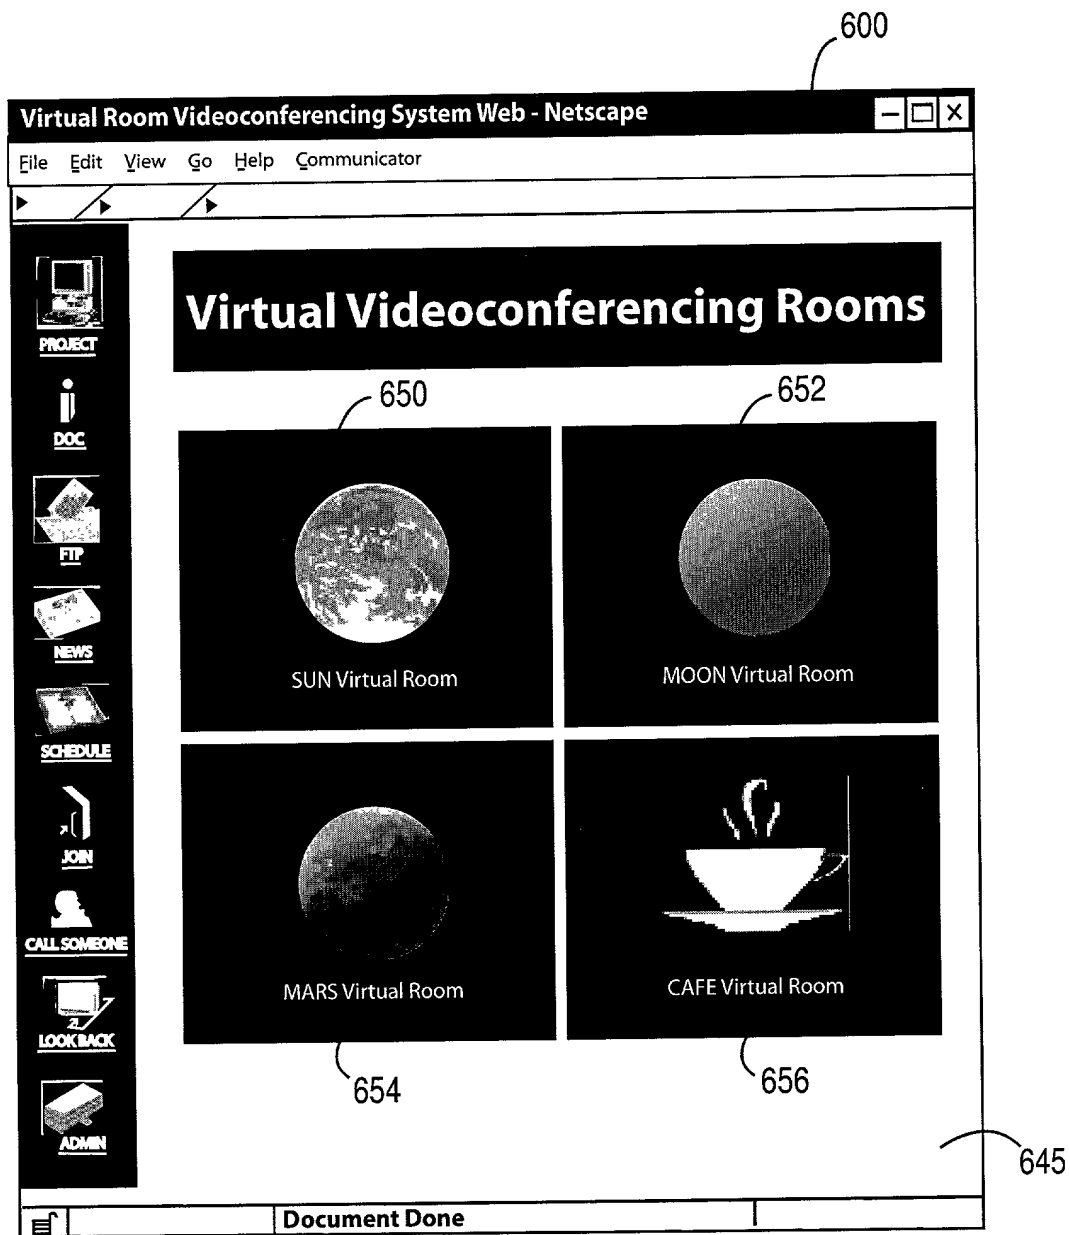 600
Virtual Room Videoconferencing System Web - Netscape
File Edit View Go Help Communicator
Virtual Videoconferencing Rooms
PROJECT
DOC
FTP
NEWS
SCHEDULE
JOIN
CALL SOMEONE
LOOK BACK
ADMIN
650
652
SUN Virtual Room
MOON Virtual Room
MARS Virtual Room
CAFE Virtual Room
654
656
645
Document Done